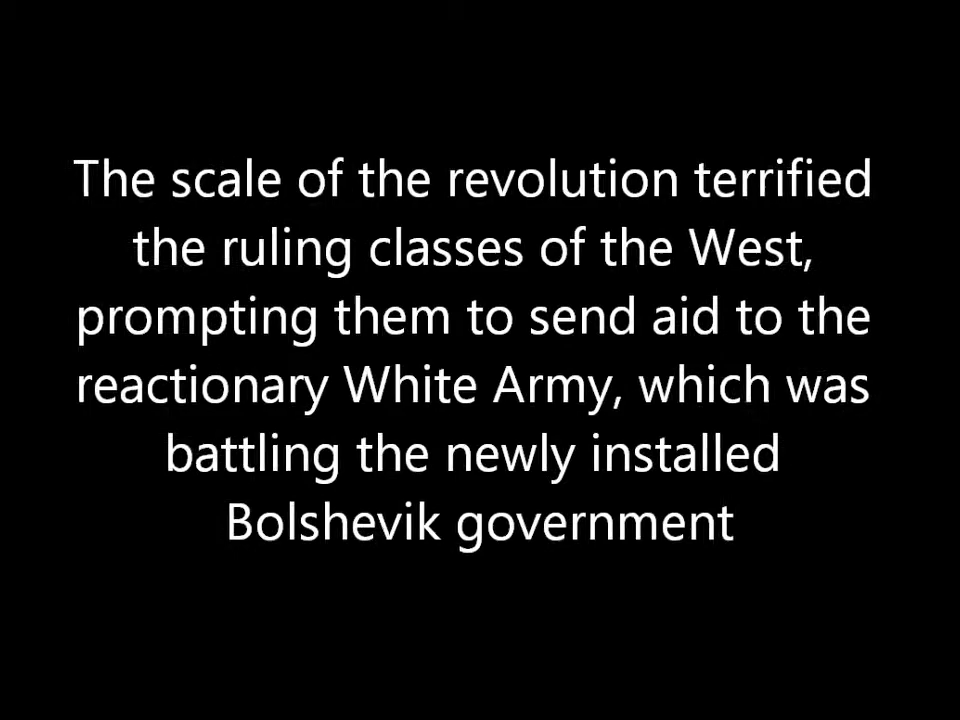 The scale of the revolution terrified
the ruling classes of the West,
prompting them to send aid to the
reactionary White Army, which was
battling the newly installed
Bolshevik government